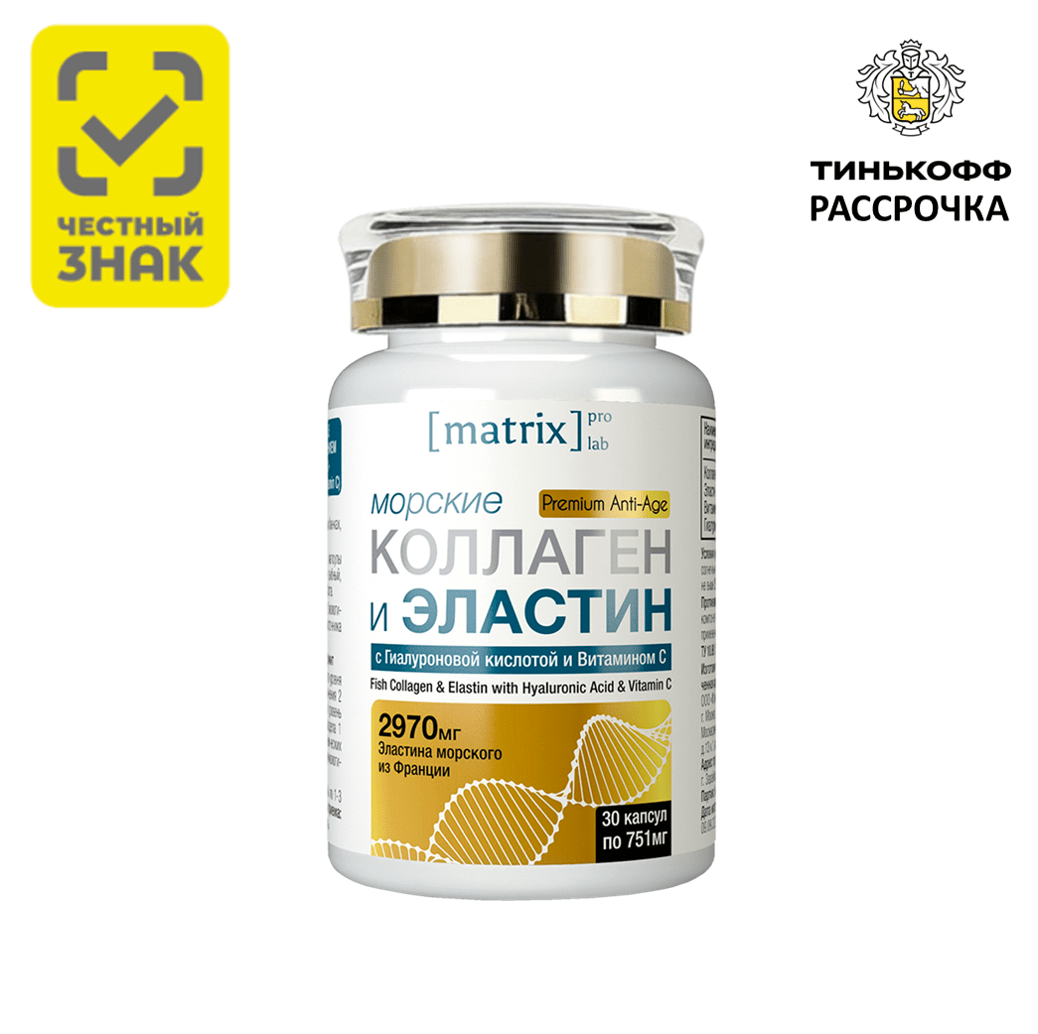 ЧЕСТНЫЙ
ЗНАК
ТИНЬКОФФ
РАССРОЧКА
[matrix] pro
lab
МОРСКИЕ
Premium Anti-Age
КОЛЛАГЕН
И ЭЛАСТИН
с Гиалуроновой кислотой и Витамином С
Fish Collagen & Elastin with Hyaluronic Acid & Vitamin C
2970мг
Эластина морского
из Франции
30 капсул
по 751мг